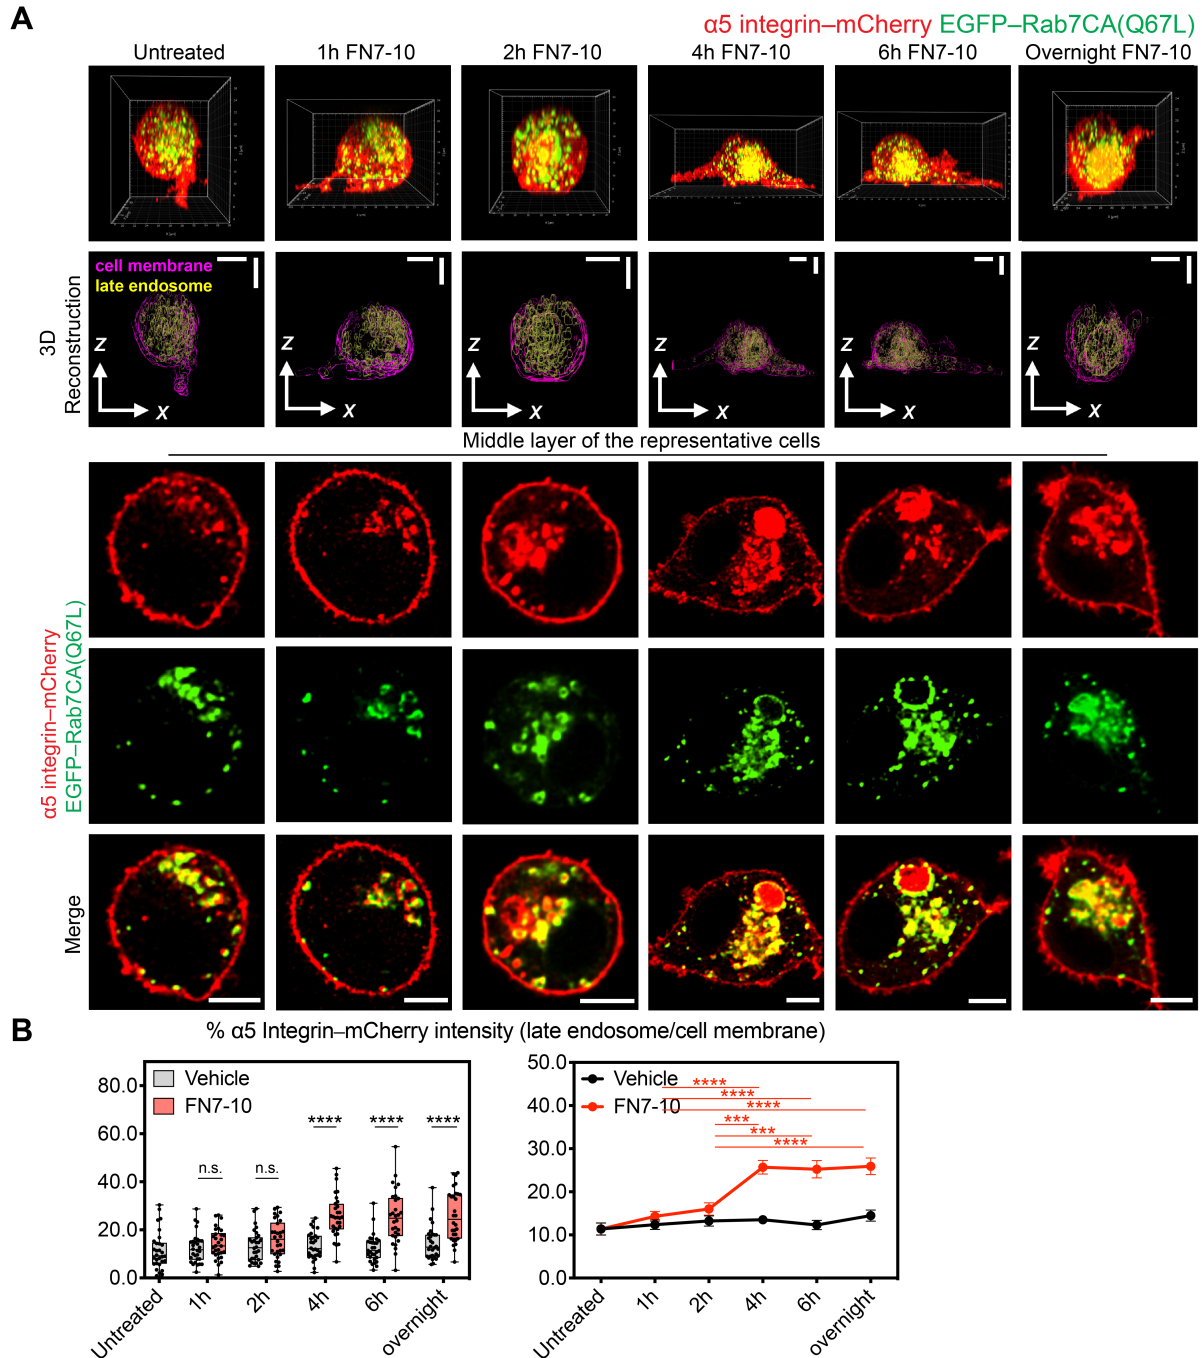 A
α5 integrin–mCherry EGFP–Rab7CA(Q67L)
Untreated 1h FN7-10 2h FN7-10 4h FN7-10 6h FN7-10 Overnight FN7-10
3D Reconstruction
cell membrane
late endosome
z z z z z z
x x x x x x
Middle layer of the representative cells
α5 integrin–mCherry
EGFP–Rab7CA(Q67L)
Merge
B
% α5 Integrin–mCherry intensity (late endosome/cell membrane)
80.0
60.0
40.0
20.0
0.0
Vehicle
FN7-10
n.s. n.s. **** **** ****
Untreated 1h 2h 4h 6h overnight
50.0
40.0
30.0
20.0
10.0
0.0
Vehicle
FN7-10
****
****
****
***
***
****
Untreated 1h 2h 4h 6h overnight